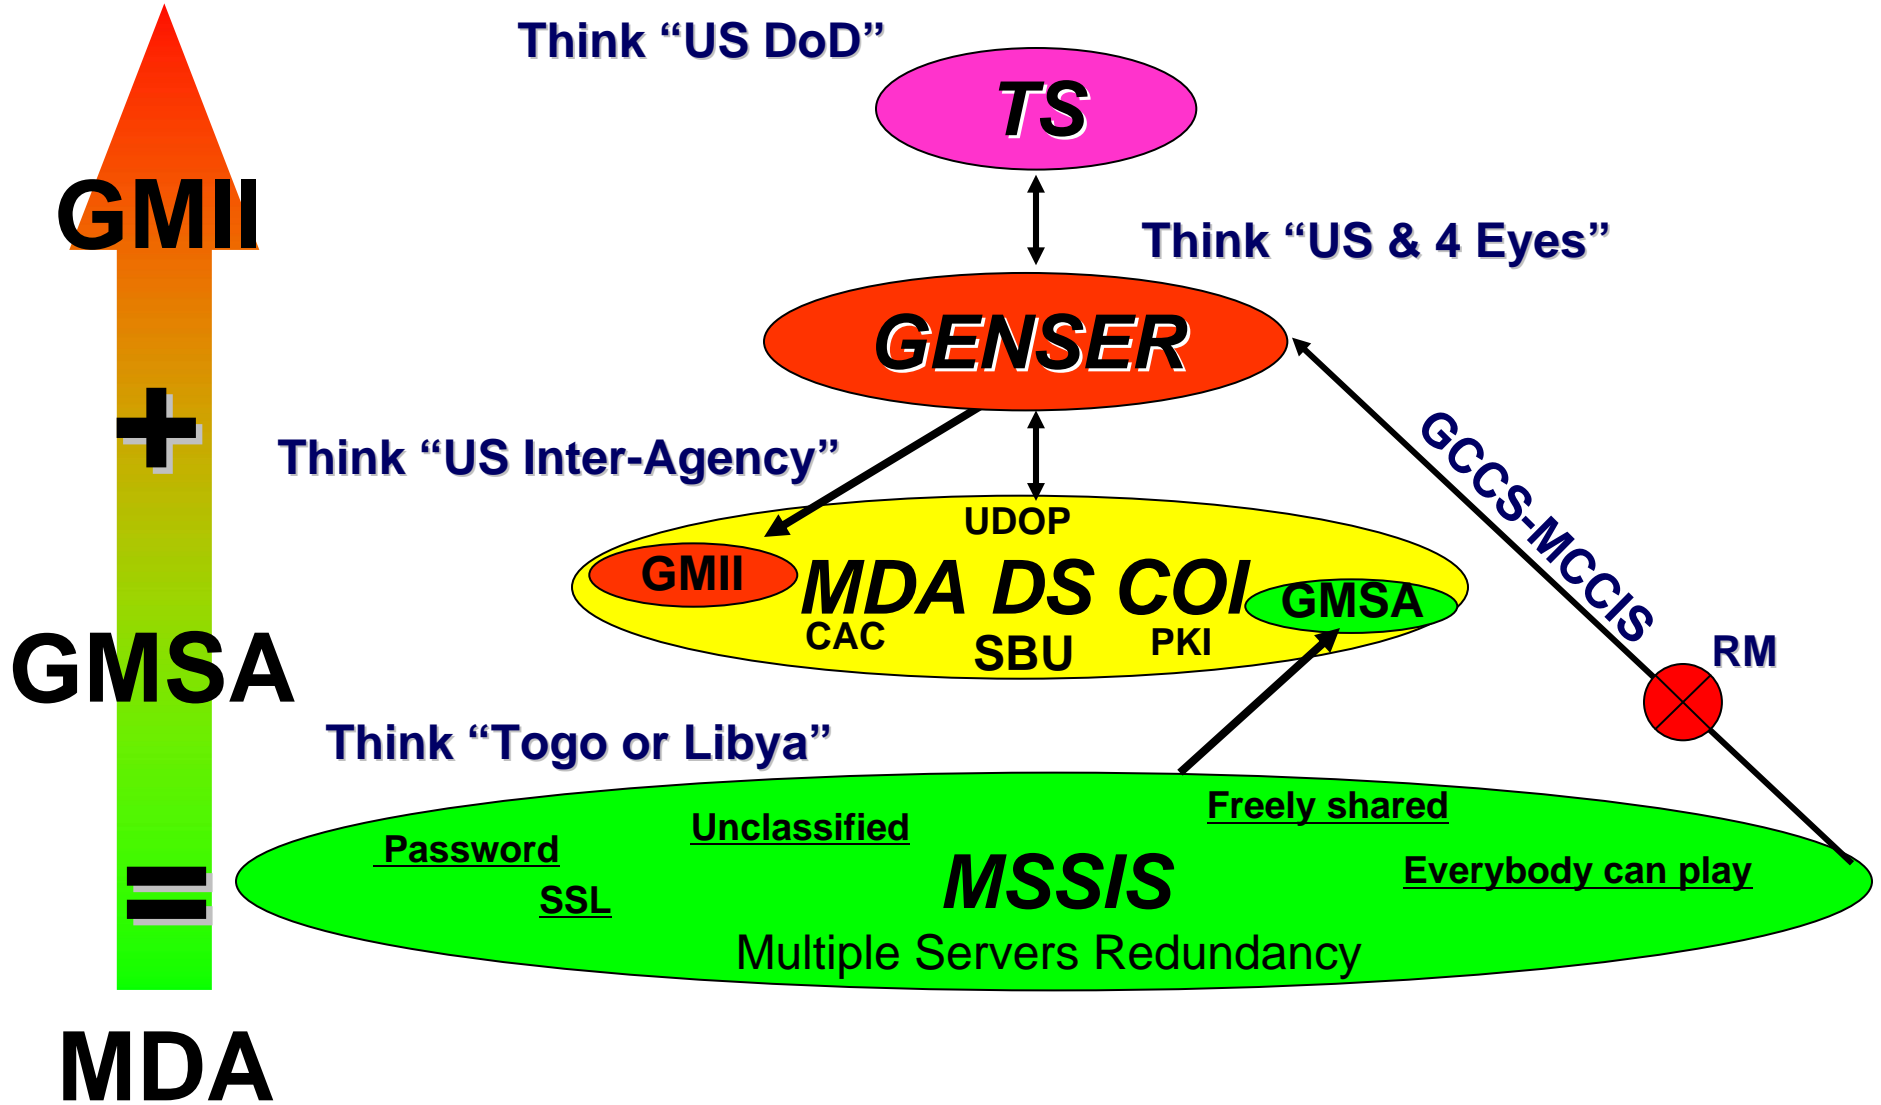 Think “US DoD”
TS
GMII
Think “US & 4 Eyes”
GENSER
+
Think “US Inter-Agency”
GCCS-MCCIS
UDOP
GMII
MDA DS COI
GMSA
CAC
SBU
PKI
RM
GMSA
Think “Togo or Libya”
Freely shared
Unclassified
Password
Everybody can play
MSSIS
SSL
=
Multiple Servers Redundancy
MDA